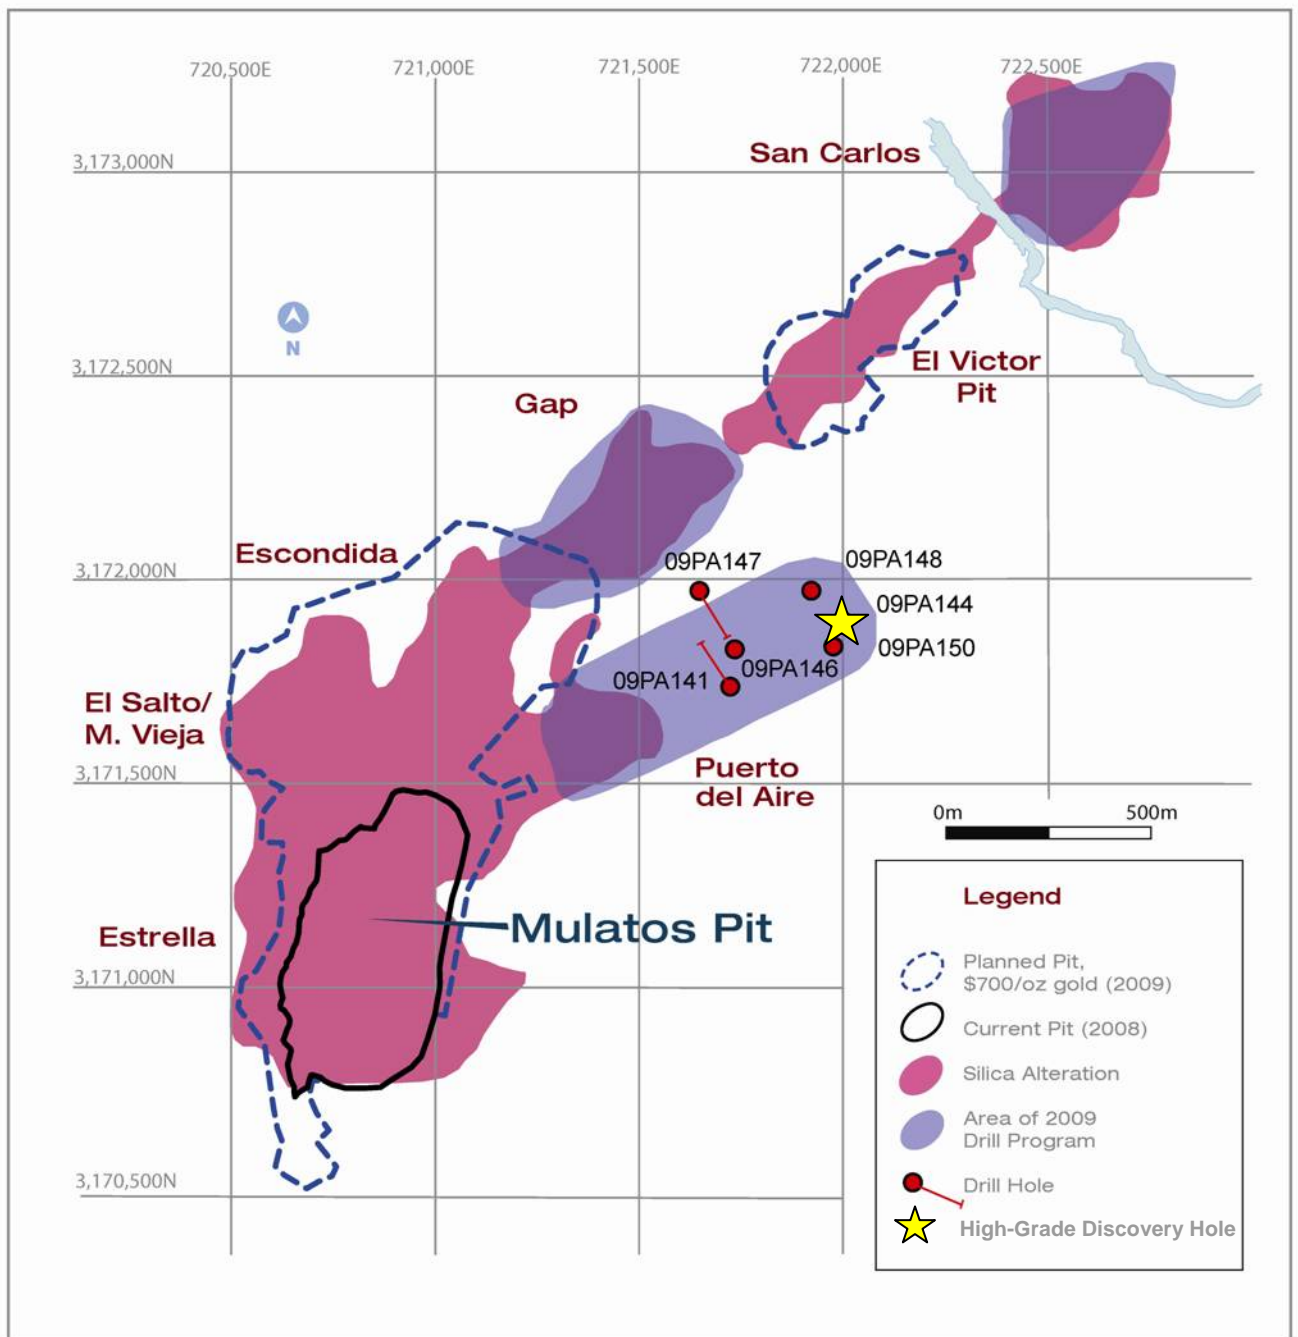 720,500E
721,000E
721,500E
722,000E
722,500E
San Carlos
3,173,000N
N
3,172,500N
El Victor
Pit
Gap
Escondida
3,172,000N
09PA147
09PA148
09PA144
09PA150
09PA146
09PA141
El Salto/
M. Vieja
3,171,500N
Puerto
del Aire
0m 500m
Estrella
Mulatos Pit
3,171,000N
3,170,500N
Legend
Planned Pit,
$700/oz gold (2009)
Current Pit (2008)
Silica Alteration
Area of 2009
Drill Program
Drill Hole
High-Grade Discovery Hole